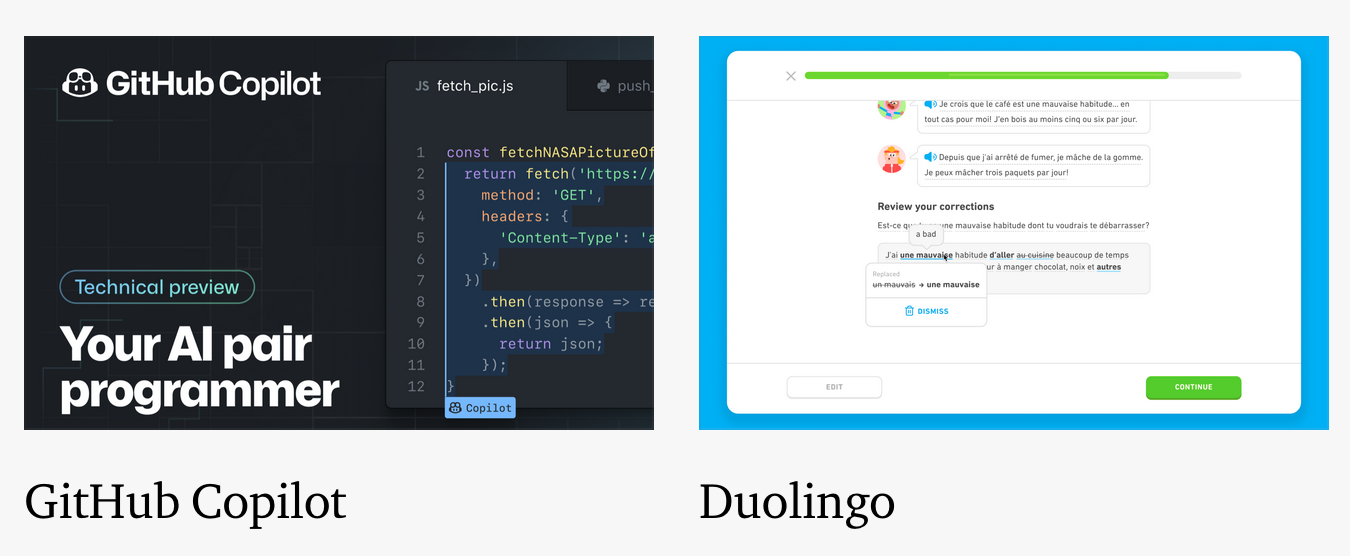 GitHub Copilot
JS fetch_pic.js
push_
1 const fetchNASAPictureOf
2 return fetch('https://
3 method: 'GET',
4 headers: {
5 'Content-Type': 'a
6 },
7 })
8 .then(response => re
9 .then(json => {
10 return json;
11 });
12 }
Copilot
Technical preview
Your AI pair
programmer
GitHub Copilot
Je crois que le café est une mauvaise habitude... en
tout cas pour moi! J'en bois au moins cinq ou six par jour.
Depuis que j'ai arrêté de fumer, je mâche de la gomme.
Je peux mâcher trois paquets par jour!
Review your corrections
Est-ce que une mauvaise habitude dont tu voudrais te débarrasser?
a bad
J'ai une mauvaise habitude d'aller au cuisine beaucoup de temps
ur à manger chocolat, noix et autres
Replaced
un mauvais → une mauvaise
DISMISS
EDIT
CONTINUE
Duolingo